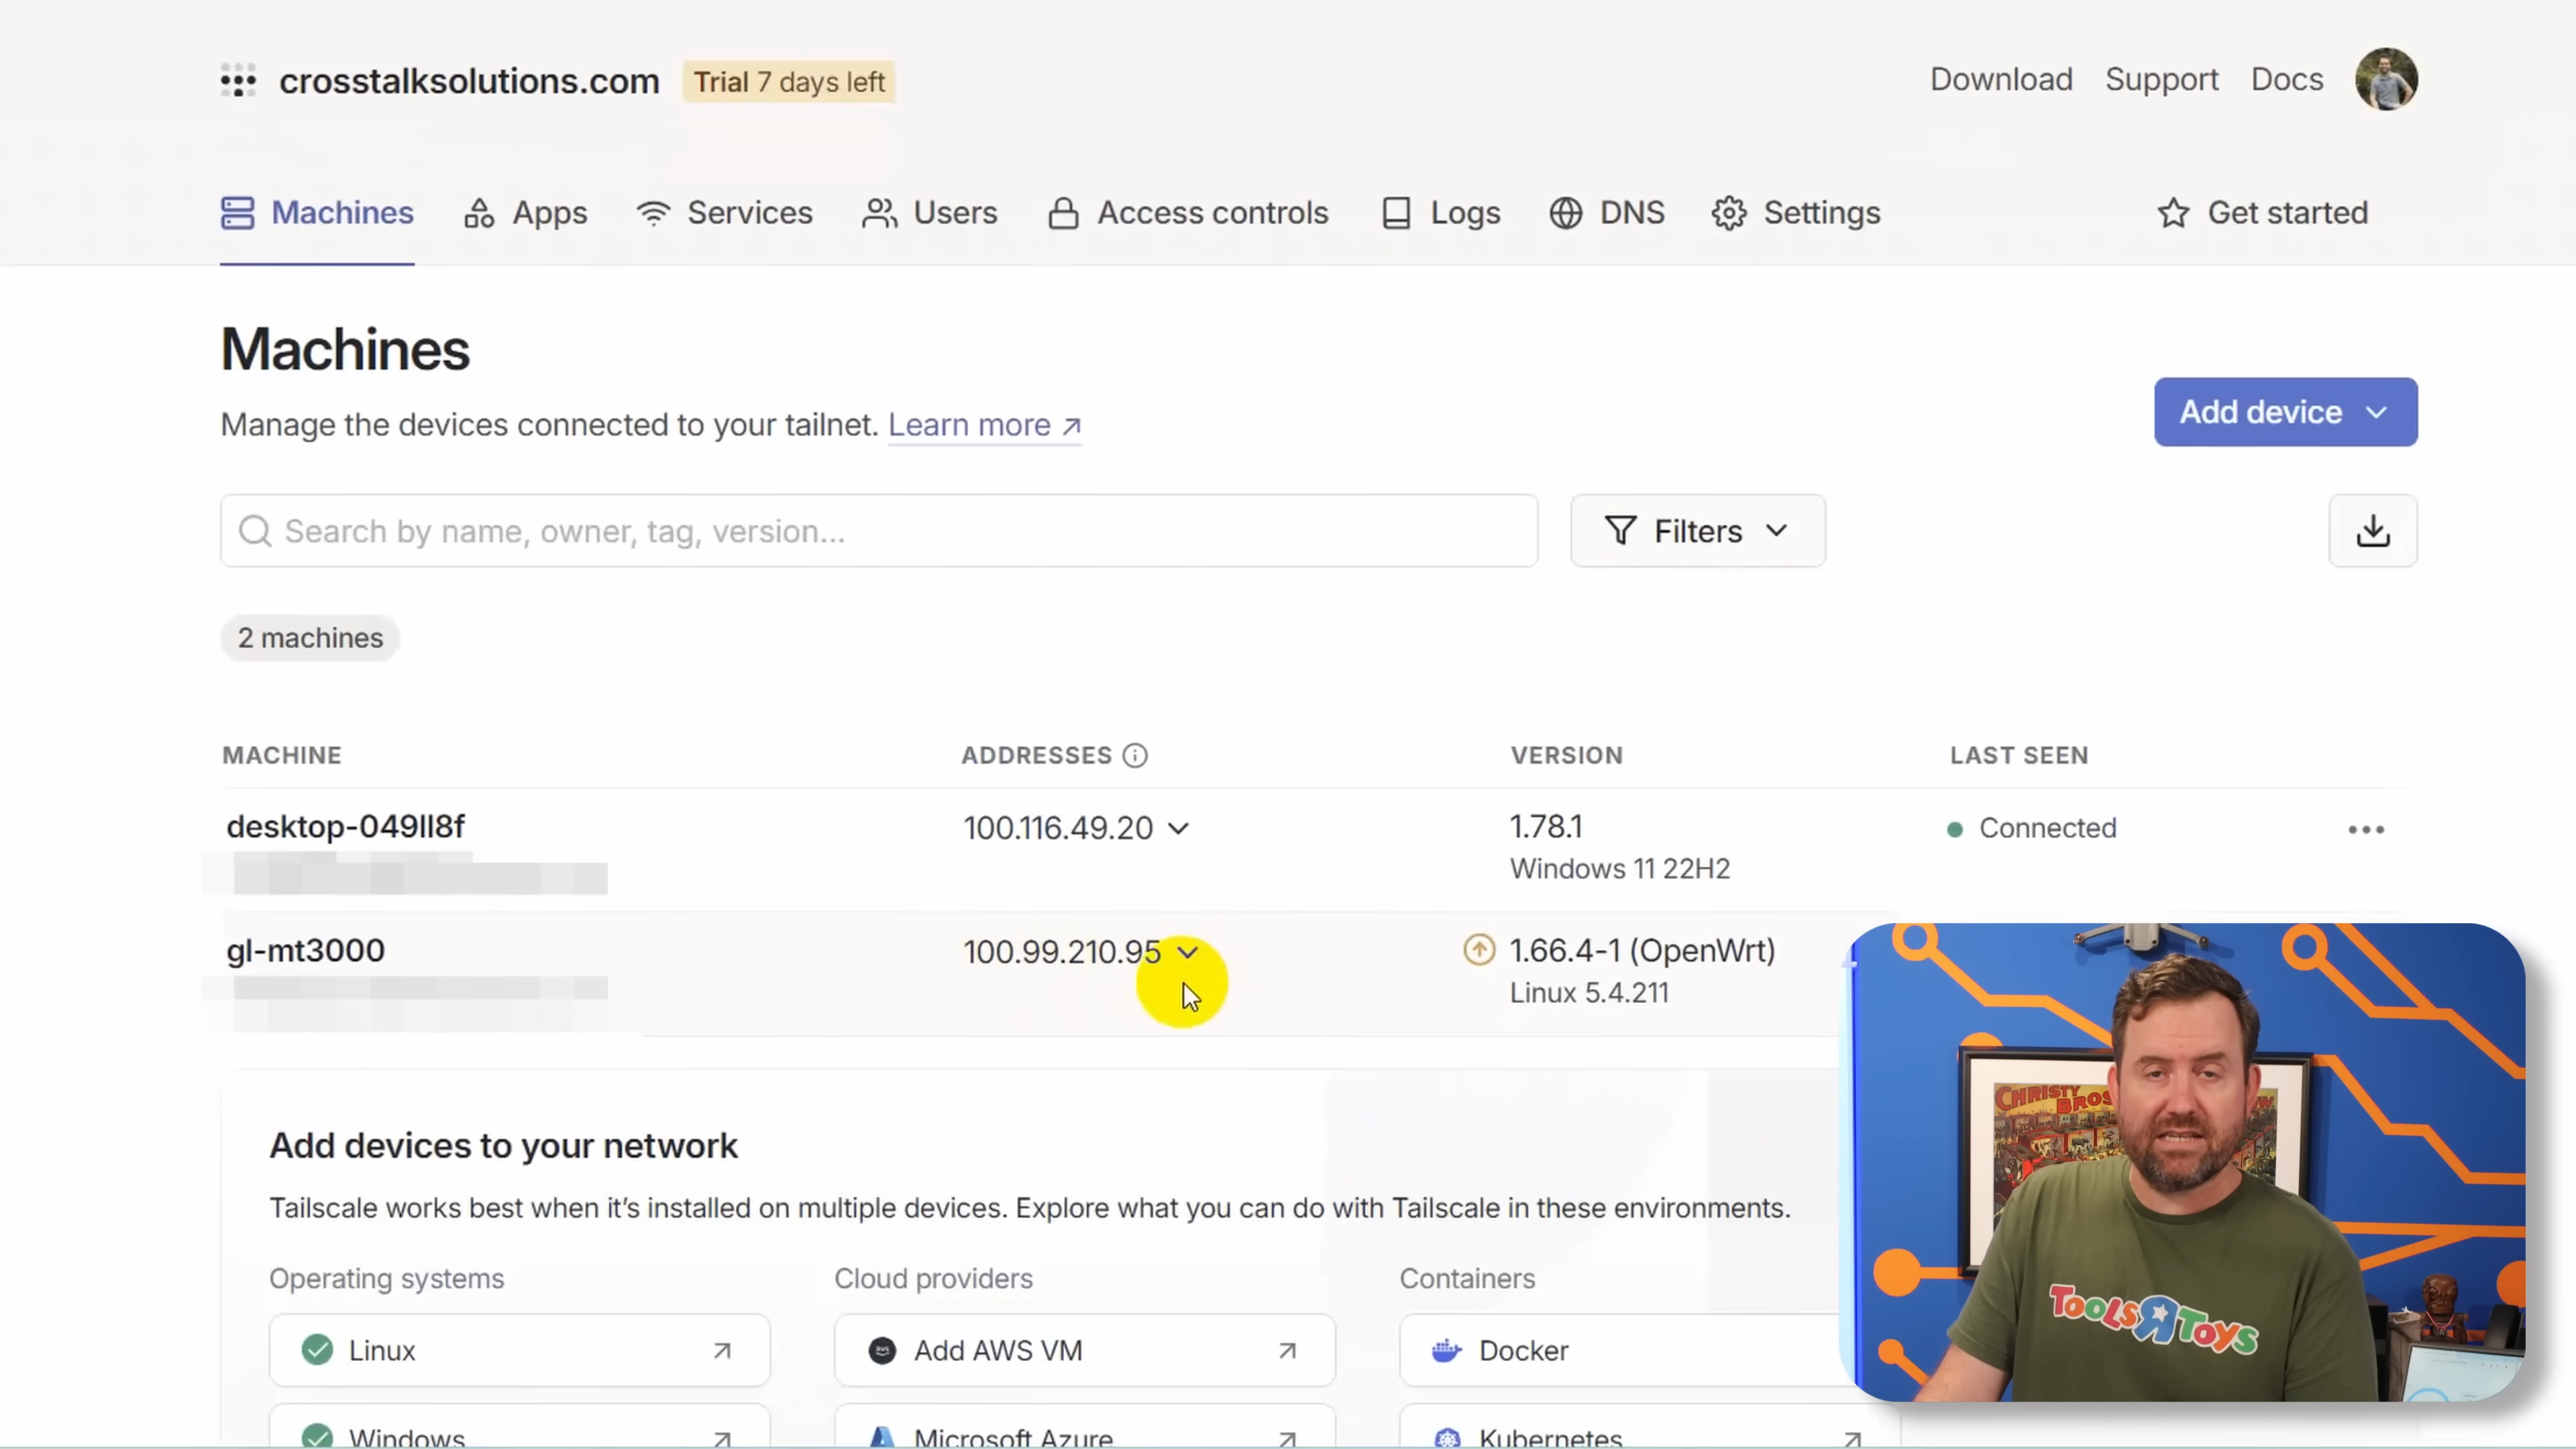 crosstalksolutions.com Trial 7 days left Download Support Docs
Machines Apps Services Users Access controls Logs DNS Settings Get started
Machines
Manage the devices connected to your tailnet. Learn more ↗
Add device
Search by name, owner, tag, version...
Filters
2 machines
MACHINE ADDRESSES VERSION LAST SEEN
desktop-049ll8f 100.116.49.20 1.78.1 Connected
Windows 11 22H2
gl-mt3000 100.99.210.95 1.66.4-1 (OpenWrt)
Linux 5.4.211
Add devices to your network
Tailscale works best when it’s installed on multiple devices. Explore what you can do with Tailscale in these environments.
Operating systems Cloud providers Containers
Linux Add AWS VM Docker
Windows Microsoft Azure Kubernetes
CHRISTY
BROS
TOOLS Я TOYS